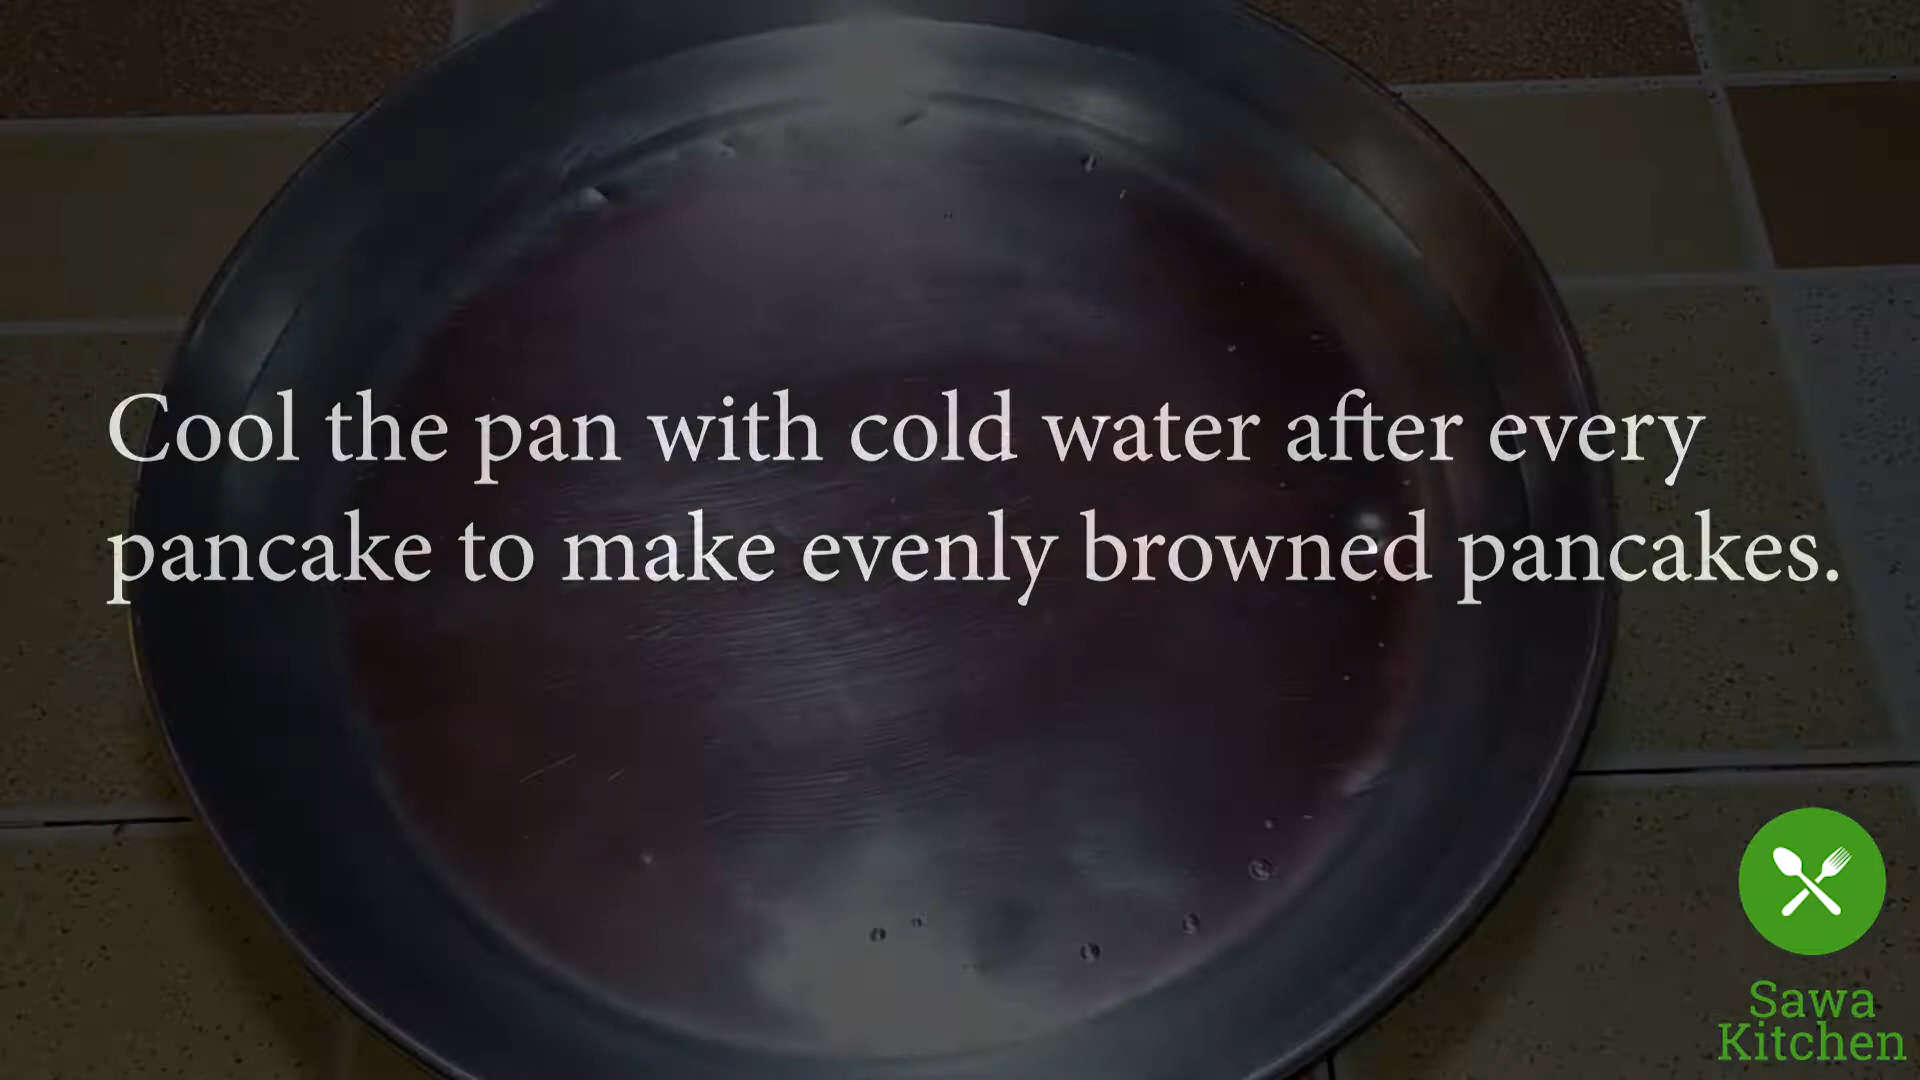 Cool the pan with cold water after every
pancake to make evenly browned pancakes.
Sawa
Kitchen